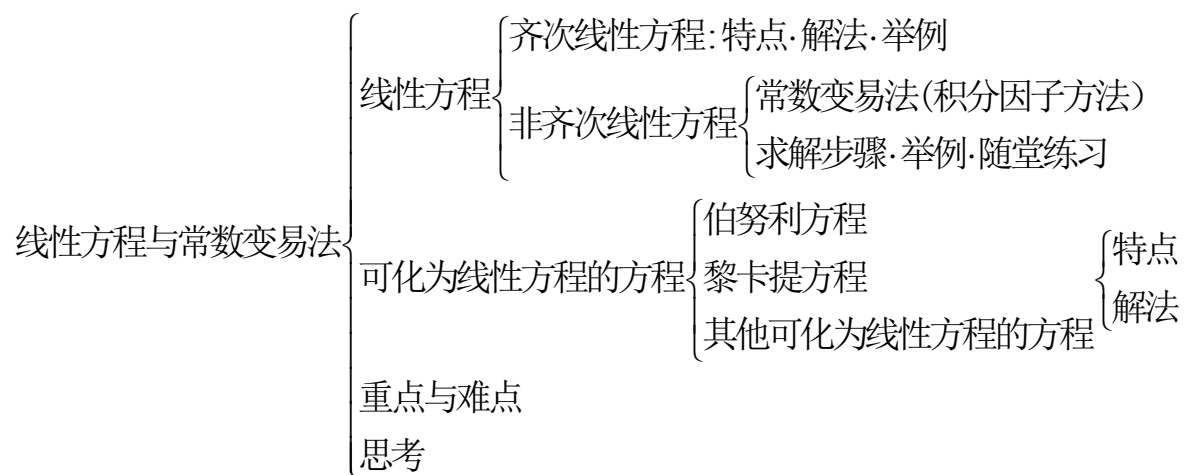 线性方程与常数变易法
线性方程
齐次线性方程:特点·解法·举例
非齐次线性方程
常数变易法(积分因子方法)
求解步骤·举例·随堂练习
可化为线性方程的方程
伯努利方程
黎卡提方程
其他可化为线性方程的方程
特点
解法
重点与难点
思考